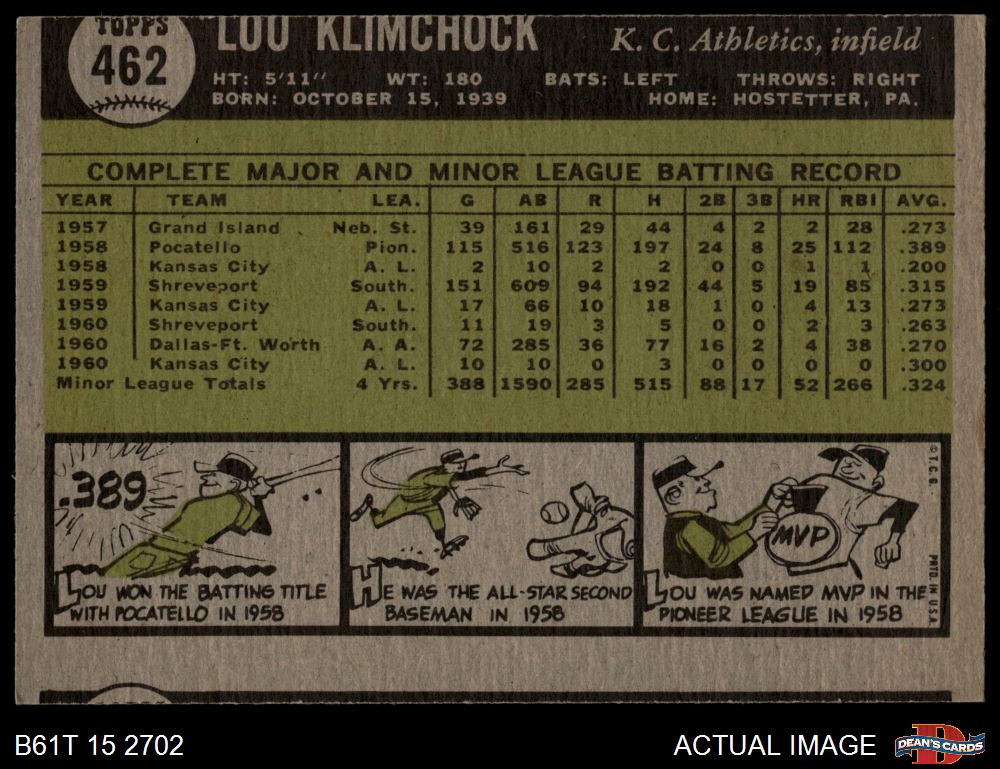 TOPPS
462
LOU KLIMCHOCK
K. C. Athletics, infield
HT: 5'11" WT: 180 BATS: LEFT THROWS: RIGHT
BORN: OCTOBER 15, 1939 HOME: HOSTETTER, PA.
COMPLETE MAJOR AND MINOR LEAGUE BATTING RECORD
YEAR TEAM LEA. G AB R H 2B 3B HR RBI AVG.
1957 Grand Island Neb. St. 39 161 29 44 4 2 2 28 .273
1958 Pocatello Pion. 115 516 123 197 24 8 25 112 .389
1958 Kansas City A. L. 2 10 2 2 0 0 1 1 .200
1959 Shreveport South. 151 609 94 192 44 5 19 85 .315
1959 Kansas City A. L. 17 66 10 18 1 0 4 13 .273
1960 Shreveport South. 11 19 3 5 0 0 2 3 .263
1960 Dallas-Ft. Worth A. A. 72 285 36 77 16 2 4 38 .270
1960 Kansas City A. L. 10 10 0 3 0 0 0 0 .300
Minor League Totals 4 Yrs. 388 1590 285 515 88 17 52 266 .324
.389
LOU WON THE BATTING TITLE
WITH POCATELLO IN 1958
HE WAS THE ALL-STAR SECOND
BASEMAN IN 1958
MVP
LOU WAS NAMED MVP IN THE
PIONEER LEAGUE IN 1958
© T.C.G.
PRTD. IN U.S.A.
B61T 15 2702
ACTUAL IMAGE
DEAN'S CARDS